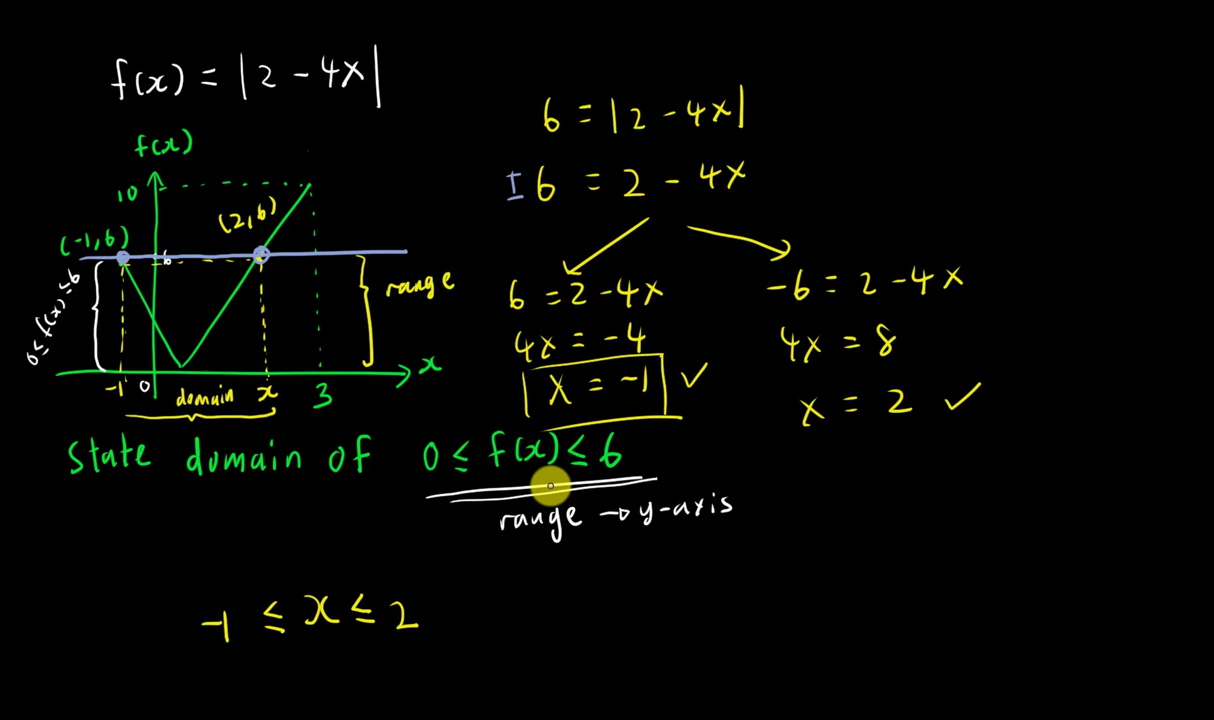 f(x) = |2 - 4x|
f(x)
10
(-1,6)
(2,6)
6
0 ≤ f(x) ≤ 6
range
x
-1
0
domain
x
3
6 = |2 - 4x|
± 6 = 2 - 4x
6 = 2 - 4x
4x = -4
x = -1 ✓
-6 = 2 - 4x
4x = 8
x = 2 ✓
State domain of 0 ≤ f(x) ≤ 6
range → y-axis
-1 ≤ x ≤ 2